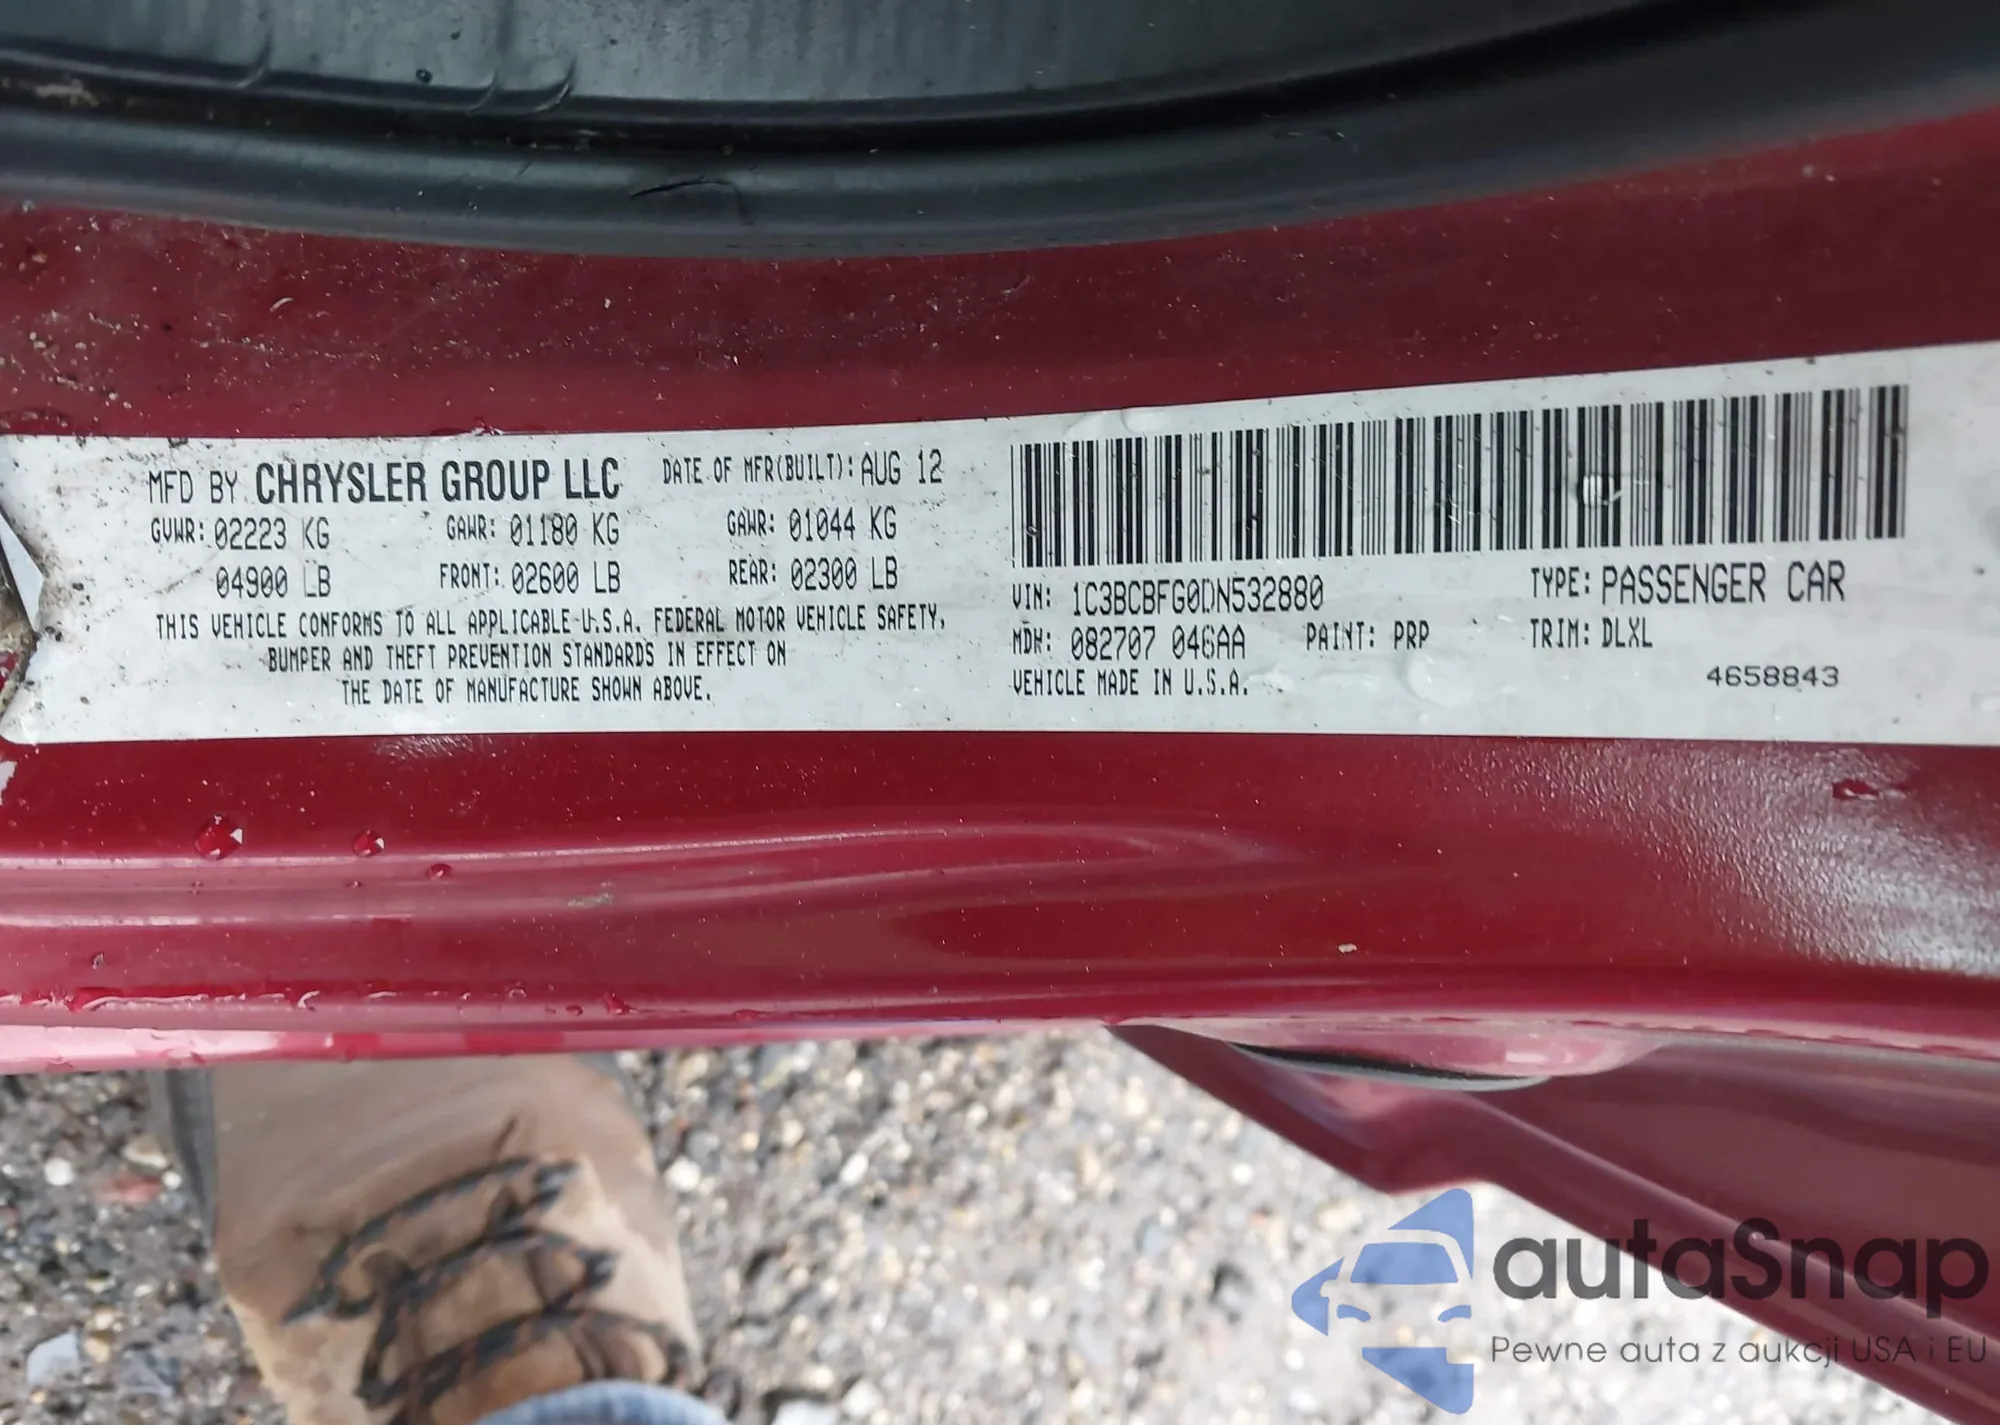 MFD BY CHRYSLER GROUP LLC DATE OF MFR(BUILT): AUG 12
GVWR: 02223 KG GAWR: 01180 KG GAWR: 01044 KG
04900 LB FRONT: 02600 LB REAR: 02300 LB
THIS VEHICLE CONFORMS TO ALL APPLICABLE U.S.A. FEDERAL MOTOR VEHICLE SAFETY,
BUMPER AND THEFT PREVENTION STANDARDS IN EFFECT ON
THE DATE OF MANUFACTURE SHOWN ABOVE.
VIN: 1C3BCBFG0DN532880 TYPE: PASSENGER CAR
MDH: 082707 046AA PAINT: PRP TRIM: DLXL
VEHICLE MADE IN U.S.A. 4658843
autaSnap
Pewne auta z aukcji USA i EU